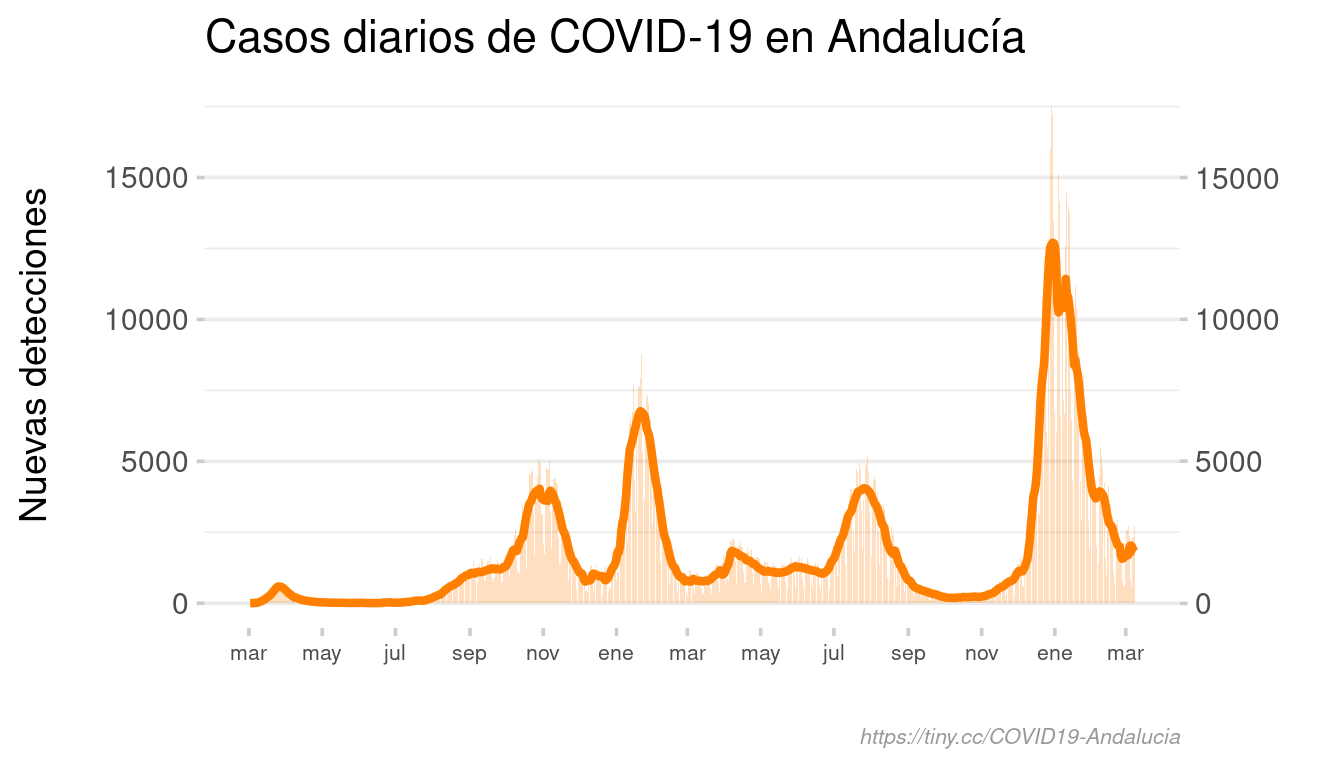 Casos diarios de COVID-19 en Andalucía
Nuevas detecciones
15000
15000
10000
10000
5000
5000
0
0
mar may jul sep nov ene mar may jul sep nov ene mar
https://tiny.cc/COVID19-Andalucia